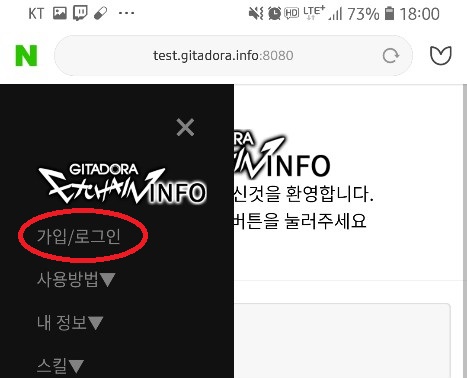 KT 73% 18:00
N test.gitadora.info:8080
×
GITADORA
EXCHAIN INFO
RA
INFO
가입/로그인
신것을 환영합니다.
버튼을 눌러주세요
사용방법▼
내 정보▼
스킬▼